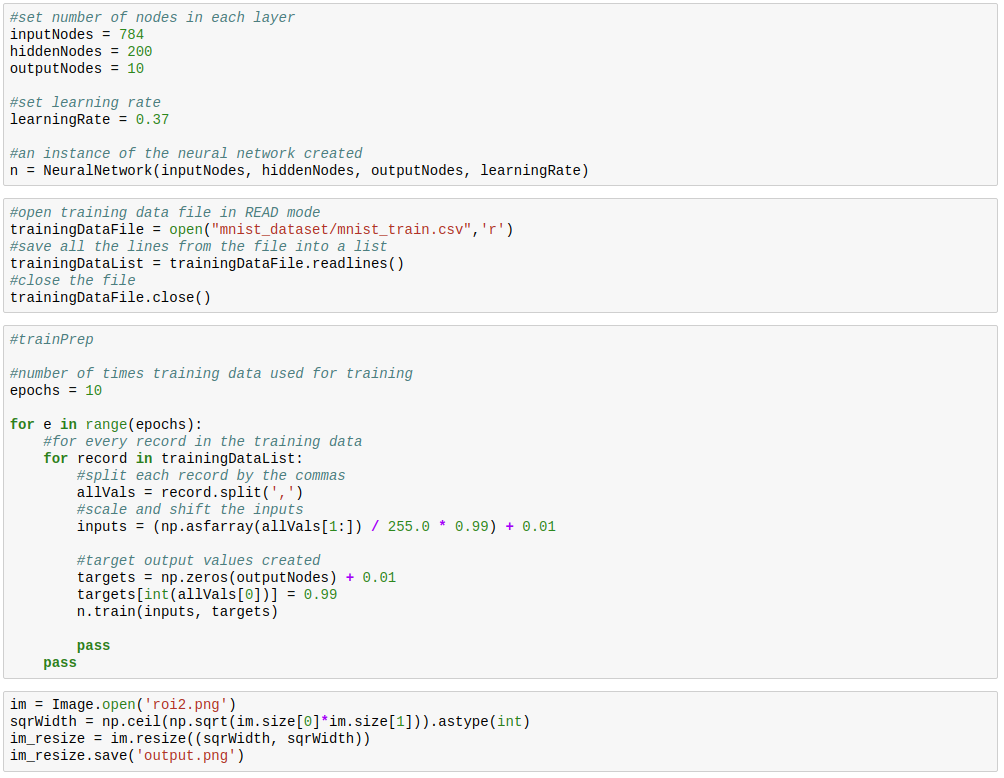 #set number of nodes in each layer
inputNodes = 784
hiddenNodes = 200
outputNodes = 10
#set learning rate
learningRate = 0.37
#an instance of the neural network created
n = NeuralNetwork(inputNodes, hiddenNodes, outputNodes, learningRate)
#open training data file in READ mode
trainingDataFile = open("mnist_dataset/mnist_train.csv",'r')
#save all the lines from the file into a list
trainingDataList = trainingDataFile.readlines()
#close the file
trainingDataFile.close()
#trainPrep
#number of times training data used for training
epochs = 10
for e in range(epochs):
    #for every record in the training data
    for record in trainingDataList:
        #split each record by the commas
        allVals = record.split(',')
        #scale and shift the inputs
        inputs = (np.asfarray(allVals[1:]) / 255.0 * 0.99) + 0.01
        #target output values created
        targets = np.zeros(outputNodes) + 0.01
        targets[int(allVals[0])] = 0.99
        n.train(inputs, targets)
        pass
    pass
im = Image.open('roi2.png')
sqrWidth = np.ceil(np.sqrt(im.size[0]*im.size[1])).astype(int)
im_resize = im.resize((sqrWidth, sqrWidth))
im_resize.save('output.png')